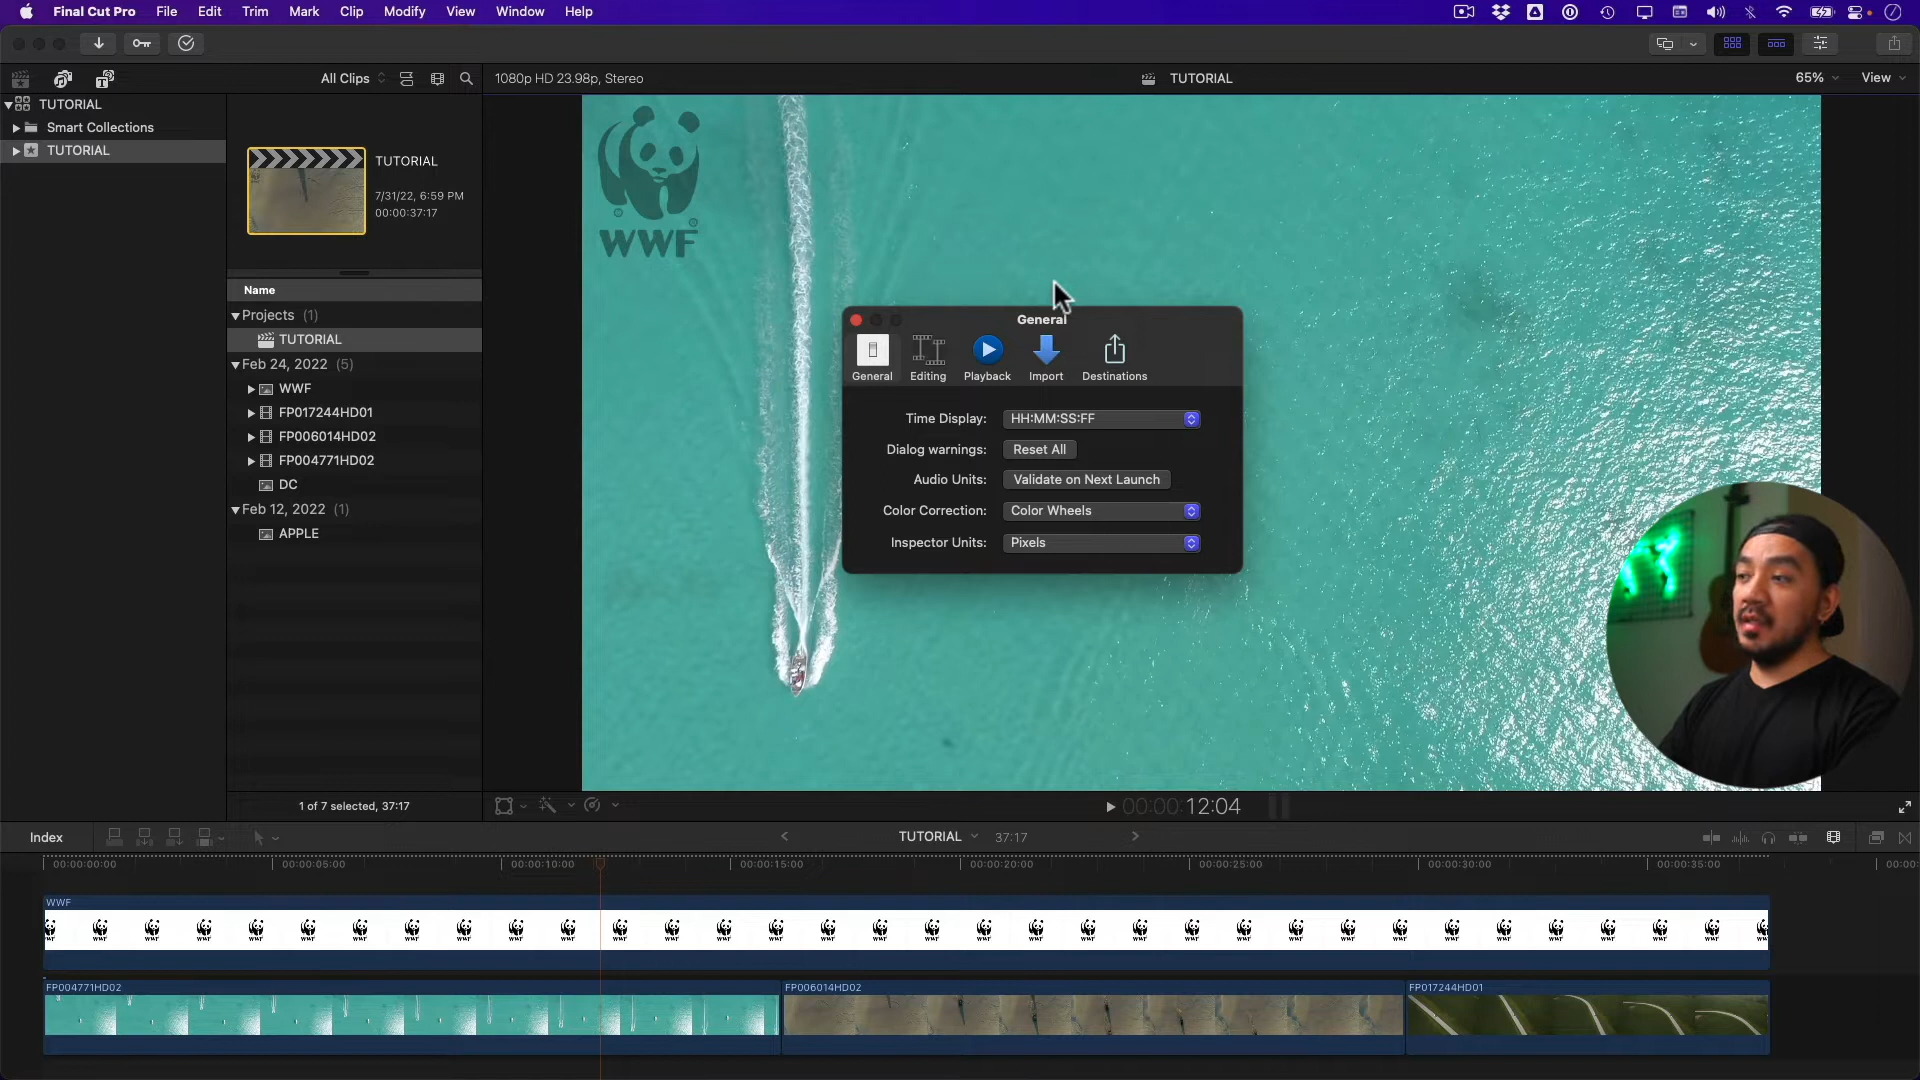 Final Cut Pro File Edit Trim Mark Clip Modify View Window Help
All Clips
1080p HD 23.98p, Stereo
TUTORIAL
65%
View
TUTORIAL
Smart Collections
TUTORIAL
TUTORIAL
7/31/22, 6:59 PM
00:00:37:17
Name
Projects (1)
TUTORIAL
Feb 24, 2022 (5)
WWF
FP017244HD01
FP006014HD02
FP004771HD02
DC
Feb 12, 2022 (1)
APPLE
1 of 7 selected, 37:17
WWF
General
General Editing Playback Import Destinations
Time Display: HH:MM:SS:FF
Dialog warnings: Reset All
Audio Units: Validate on Next Launch
Color Correction: Color Wheels
Inspector Units: Pixels
00:00:12:04
Index
TUTORIAL
37:17
00:00:00:00 00:00:05:00 00:00:10:00 00:00:15:00 00:00:20:00 00:00:25:00 00:00:30:00 00:00:35:00 00:00:
WWF
FP004771HD02
FP006014HD02
FP017244HD01